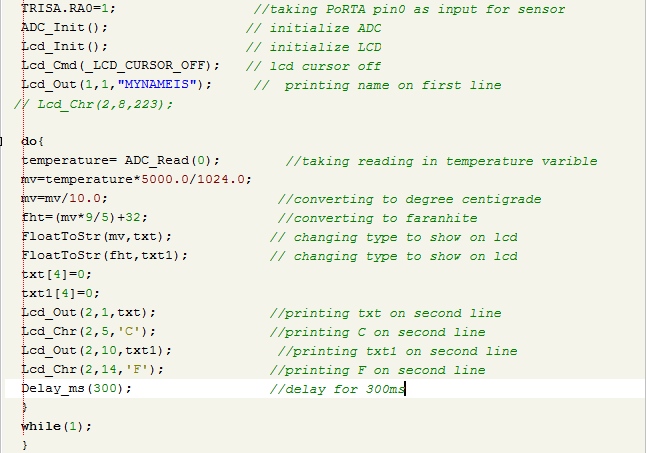 TRISA.RA0=1; //taking PoRTA pin0 as input for sensor
ADC_Init(); // initialize ADC
Lcd_Init(); // initialize LCD
Lcd_Cmd(_LCD_CURSOR_OFF); // lcd cursor off
Lcd_Out(1,1,"MYNAMEIS"); // printing name on first line
// Lcd_Chr(2,8,223);
do{
temperature= ADC_Read(0); //taking reading in temperature varible
mv=temperature*5000.0/1024.0;
mv=mv/10.0; //converting to degree centigrade
fht=(mv*9/5)+32; //converting to faranhite
FloatToStr(mv,txt); // changing type to show on lcd
FloatToStr(fht,txt1); // changing type to show on lcd
txt[4]=0;
txt1[4]=0;
Lcd_Out(2,1,txt); //printing txt on second line
Lcd_Chr(2,5,'C'); //printing C on second line
Lcd_Out(2,10,txt1); //printing txt1 on second line
Lcd_Chr(2,14,'F'); //printing F on second line
Delay_ms(300); //delay for 300ms
}
while(1);
}